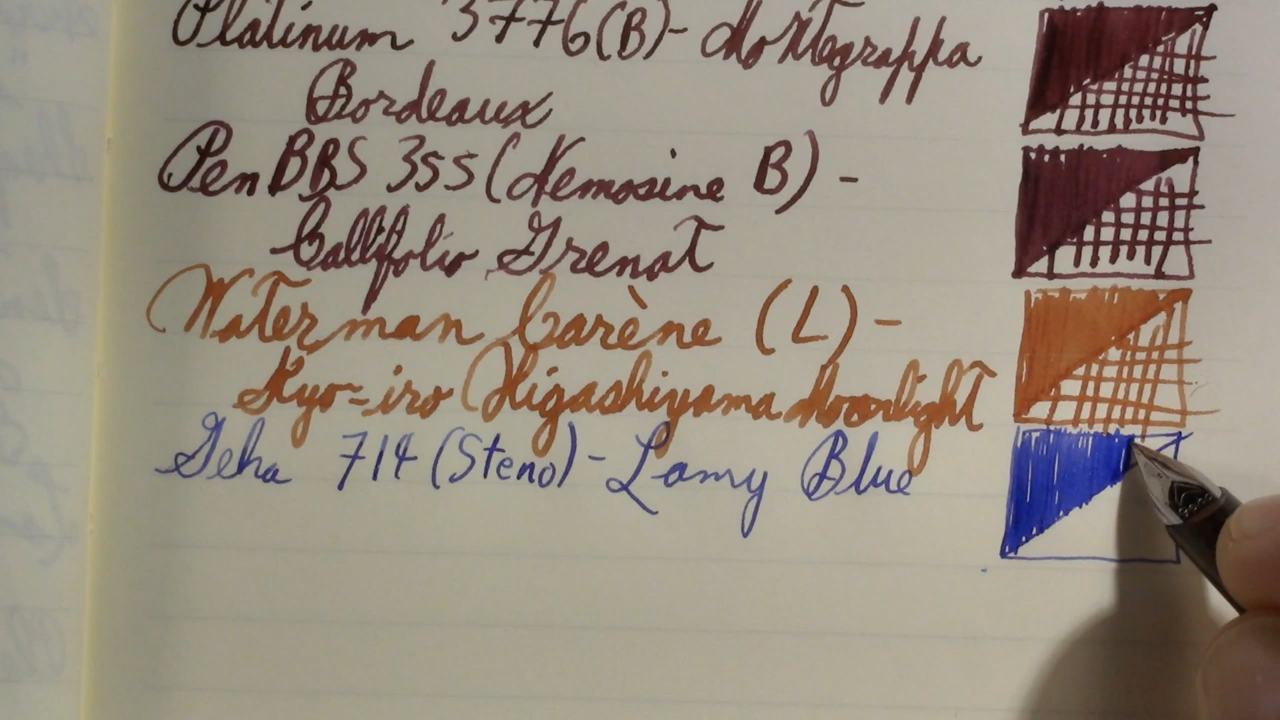 Platinum 3776(B)- Montegrappa
Bordeaux
PenBBS 355(Nemosine B) -
Callifolio Grenat
Waterman Carène (L) -
Kyo-iro Higashiyama Moonlight
Geha 714(Steno)- Lamy Blue